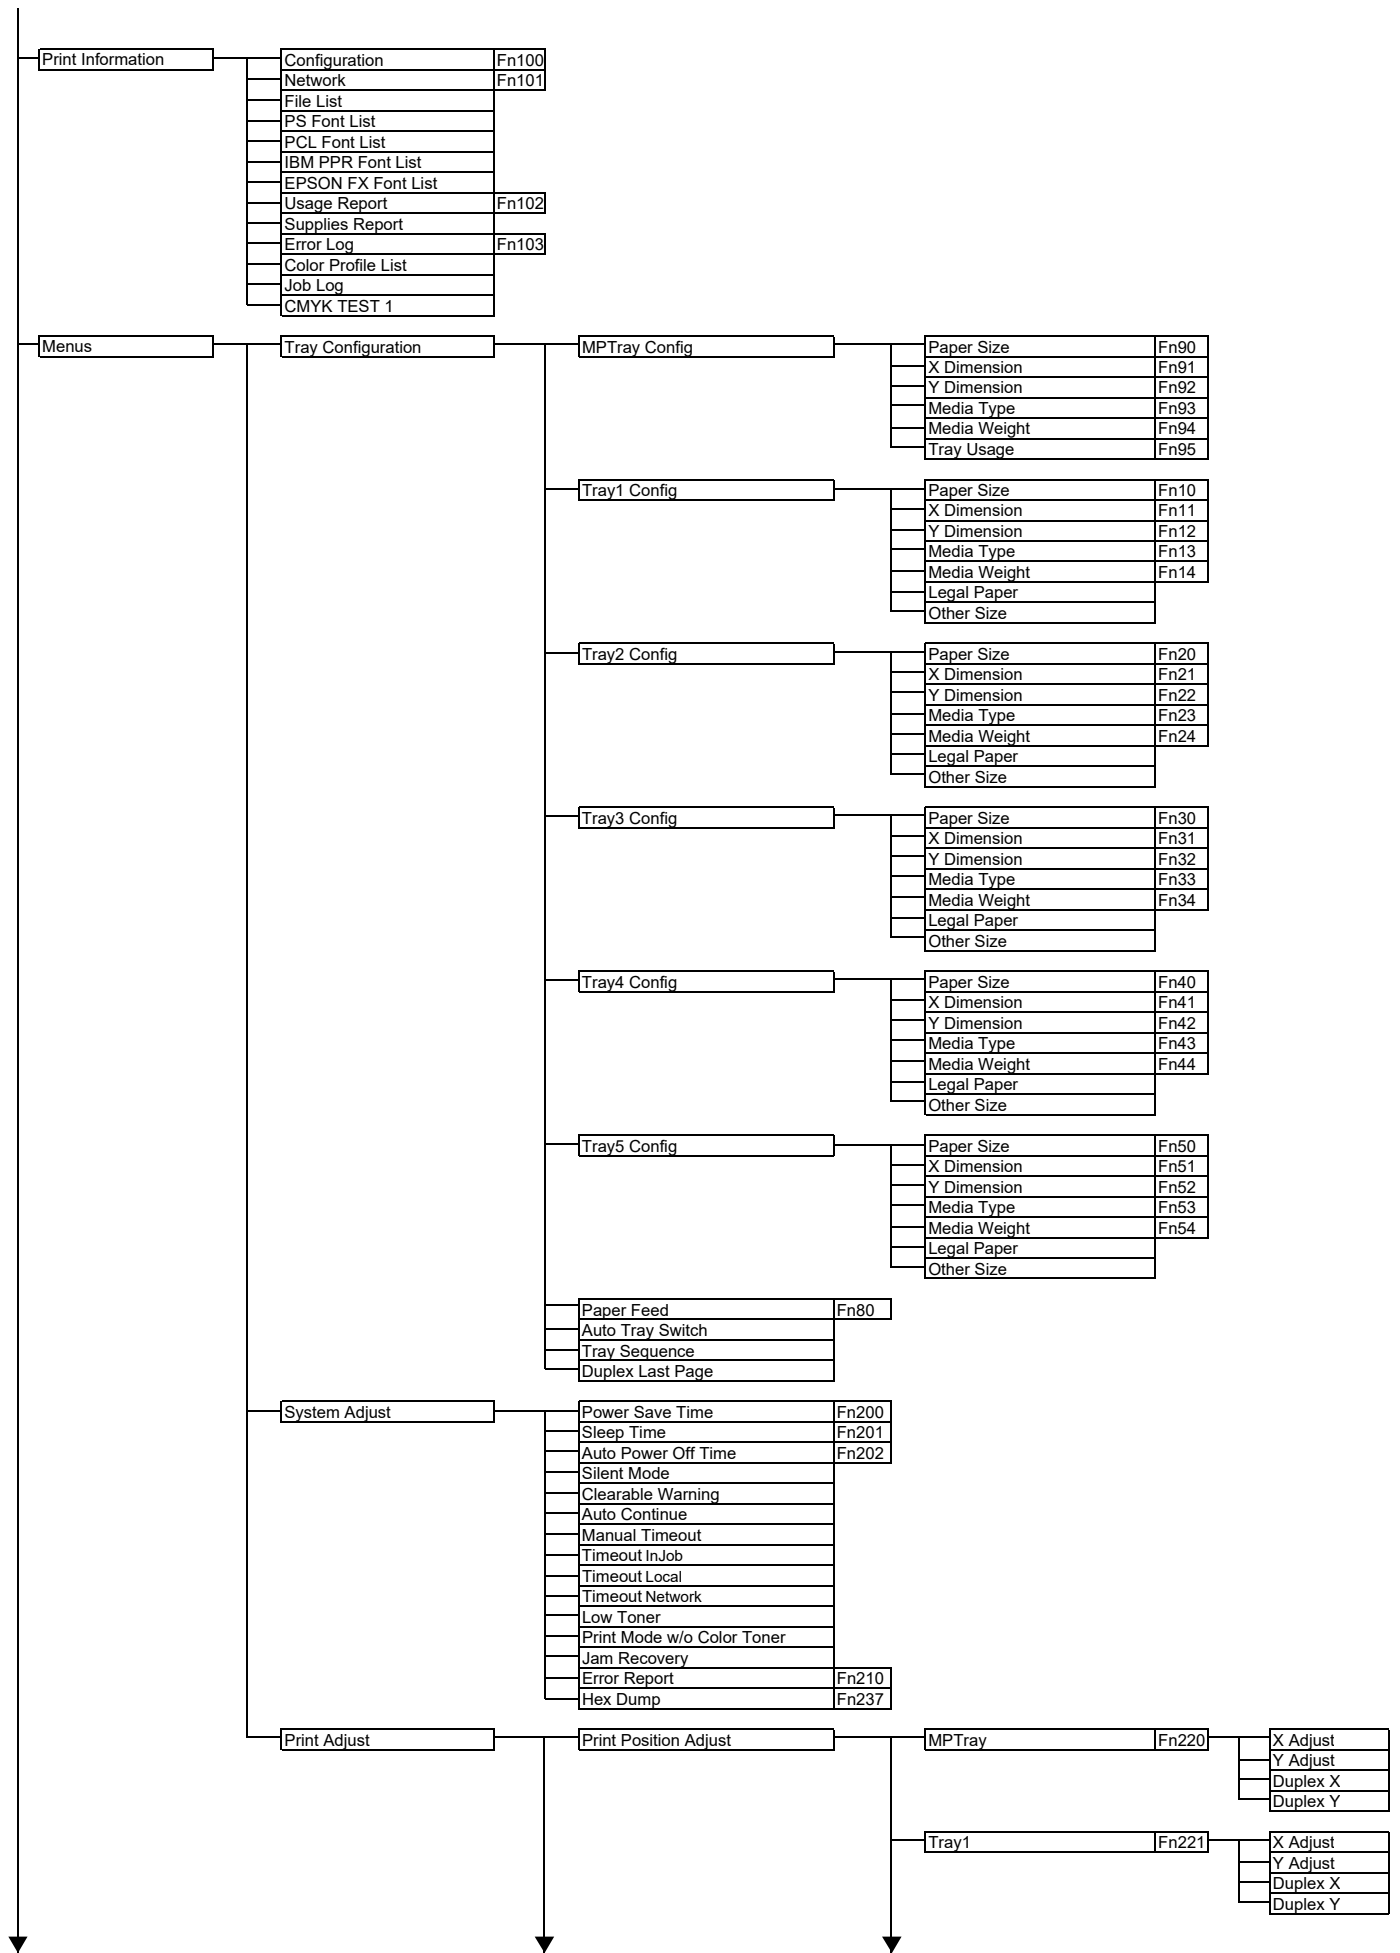 Print Information
Configuration Fn100
Network Fn101
File List
PS Font List
PCL Font List
IBM PPR Font List
EPSON FX Font List
Usage Report Fn102
Supplies Report
Error Log Fn103
Color Profile List
Job Log
CMYK TEST 1
Menus
Tray Configuration
MPTray Config
Paper Size Fn90
X Dimension Fn91
Y Dimension Fn92
Media Type Fn93
Media Weight Fn94
Tray Usage Fn95
Tray1 Config
Paper Size Fn10
X Dimension Fn11
Y Dimension Fn12
Media Type Fn13
Media Weight Fn14
Legal Paper
Other Size
Tray2 Config
Paper Size Fn20
X Dimension Fn21
Y Dimension Fn22
Media Type Fn23
Media Weight Fn24
Legal Paper
Other Size
Tray3 Config
Paper Size Fn30
X Dimension Fn31
Y Dimension Fn32
Media Type Fn33
Media Weight Fn34
Legal Paper
Other Size
Tray4 Config
Paper Size Fn40
X Dimension Fn41
Y Dimension Fn42
Media Type Fn43
Media Weight Fn44
Legal Paper
Other Size
Tray5 Config
Paper Size Fn50
X Dimension Fn51
Y Dimension Fn52
Media Type Fn53
Media Weight Fn54
Legal Paper
Other Size
Paper Feed Fn80
Auto Tray Switch
Tray Sequence
Duplex Last Page
System Adjust
Power Save Time Fn200
Sleep Time Fn201
Auto Power Off Time Fn202
Silent Mode
Clearable Warning
Auto Continue
Manual Timeout
Timeout InJob
Timeout Local
Timeout Network
Low Toner
Print Mode w/o Color Toner
Jam Recovery
Error Report Fn210
Hex Dump Fn237
Print Adjust
Print Position Adjust
MPTray Fn220
X Adjust
Y Adjust
Duplex X
Duplex Y
Tray1 Fn221
X Adjust
Y Adjust
Duplex X
Duplex Y